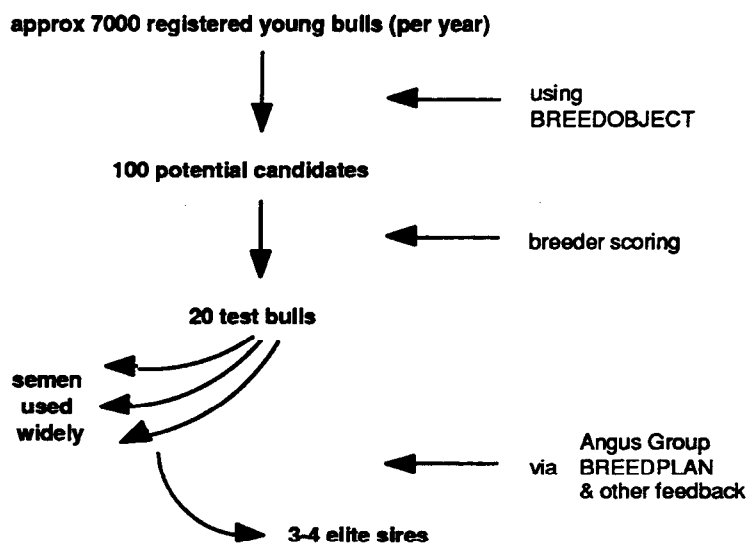 approx 7000 registered young bulls (per year)
using
BREEDOBJECT
100 potential candidates
breeder scoring
20 test bulls
semen
used
widely
Angus Group
via BREEDPLAN
& other feedback
3-4 elite sires